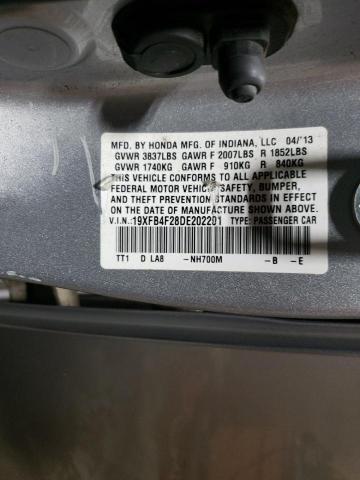 MFD. BY HONDA MFG. OF INDIANA, LLC 04/'13
GVWR 3837LBS GAWR F 2007LBS R 1852LBS
GVWR 1740KG GAWR F 910KG R 840KG
THIS VEHICLE CONFORMS TO ALL APPLICABLE
FEDERAL MOTOR VEHICLE SAFETY, BUMPER,
AND THEFT PREVENTION STANDARDS IN EFFECT
ON THE DATE OF MANUFACTURE SHOWN ABOVE.
V.I.N.:19XFB4F28DE202201 TYPE:PASSENGER CAR
TT1 D LA8 -NH700M -B -E